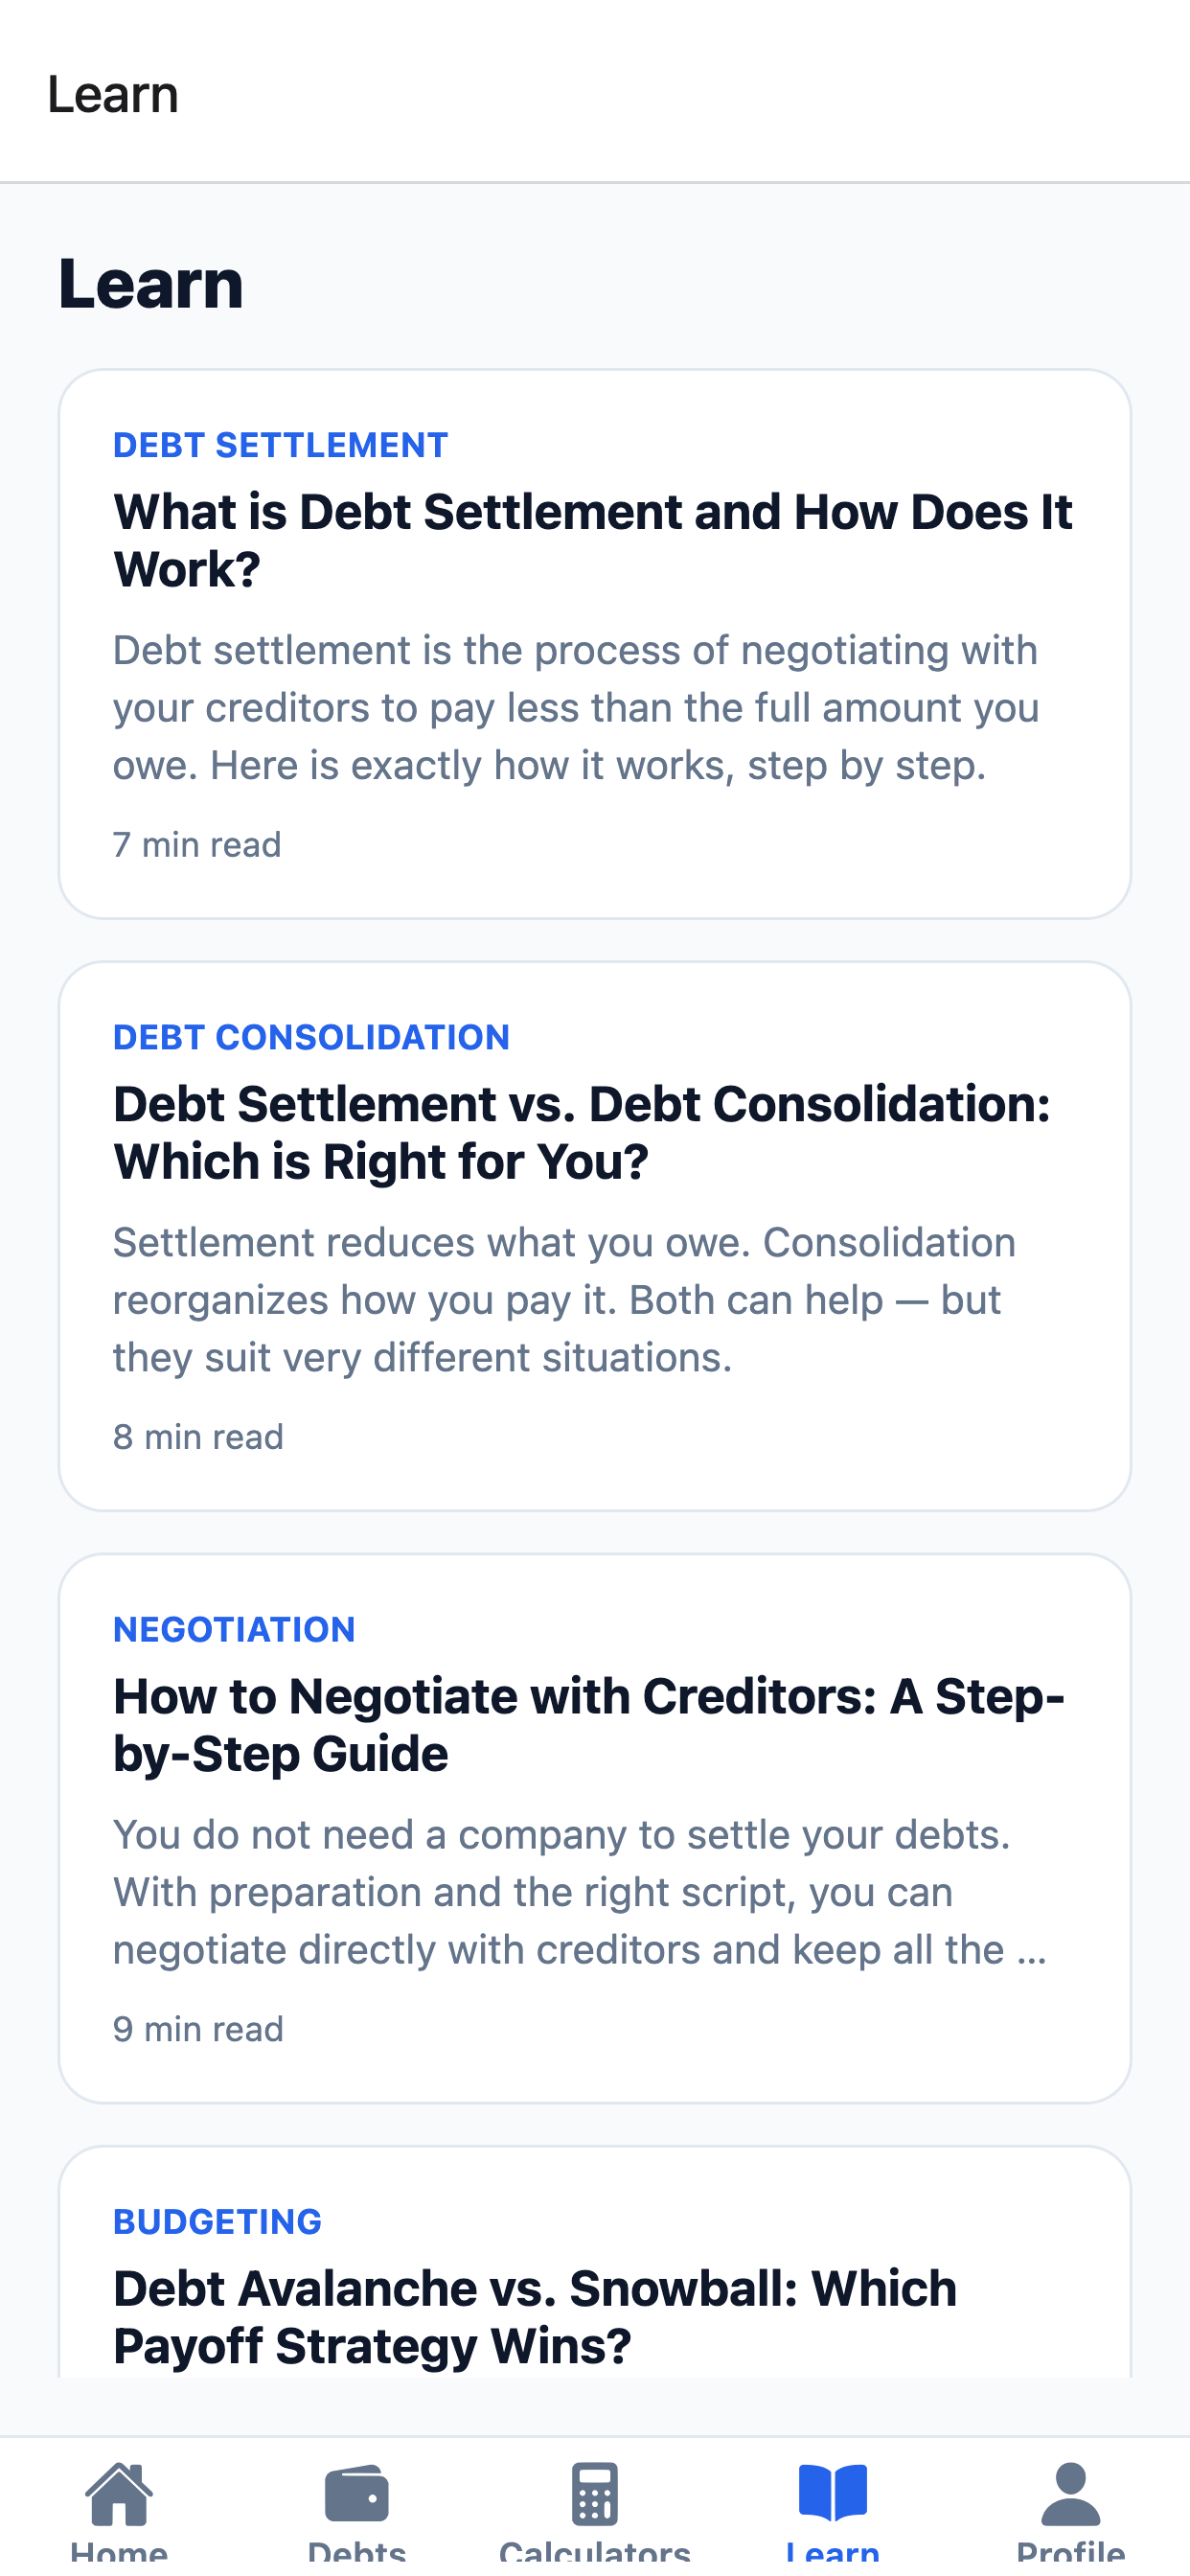 Learn
Learn
DEBT SETTLEMENT
What is Debt Settlement and How Does It
Work?
Debt settlement is the process of negotiating with
your creditors to pay less than the full amount you
owe. Here is exactly how it works, step by step.
7 min read
DEBT CONSOLIDATION
Debt Settlement vs. Debt Consolidation:
Which is Right for You?
Settlement reduces what you owe. Consolidation
reorganizes how you pay it. Both can help — but
they suit very different situations.
8 min read
NEGOTIATION
How to Negotiate with Creditors: A Step-
by-Step Guide
You do not need a company to settle your debts.
With preparation and the right script, you can
negotiate directly with creditors and keep all the ...
9 min read
BUDGETING
Debt Avalanche vs. Snowball: Which
Payoff Strategy Wins?
Home Debts Calculators Learn Profile